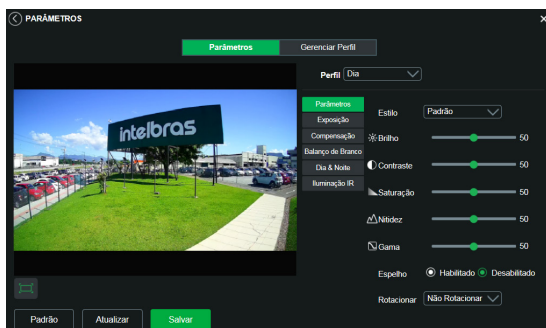 PARÂMETROS
Parâmetros Gerenciar Perfil
Perfil Dia
Parâmetros
Exposição
Compensação
Balanço de Branco
Dia & Noite
Iluminação IR
Estilo Padrão
Brilho 50
Contraste 50
Saturação 50
Nitidez 50
Gama 50
Espelho Habilitado Desabilitado
Rotacionar Não Rotacionar
intelbras
Padrão Atualizar Salvar